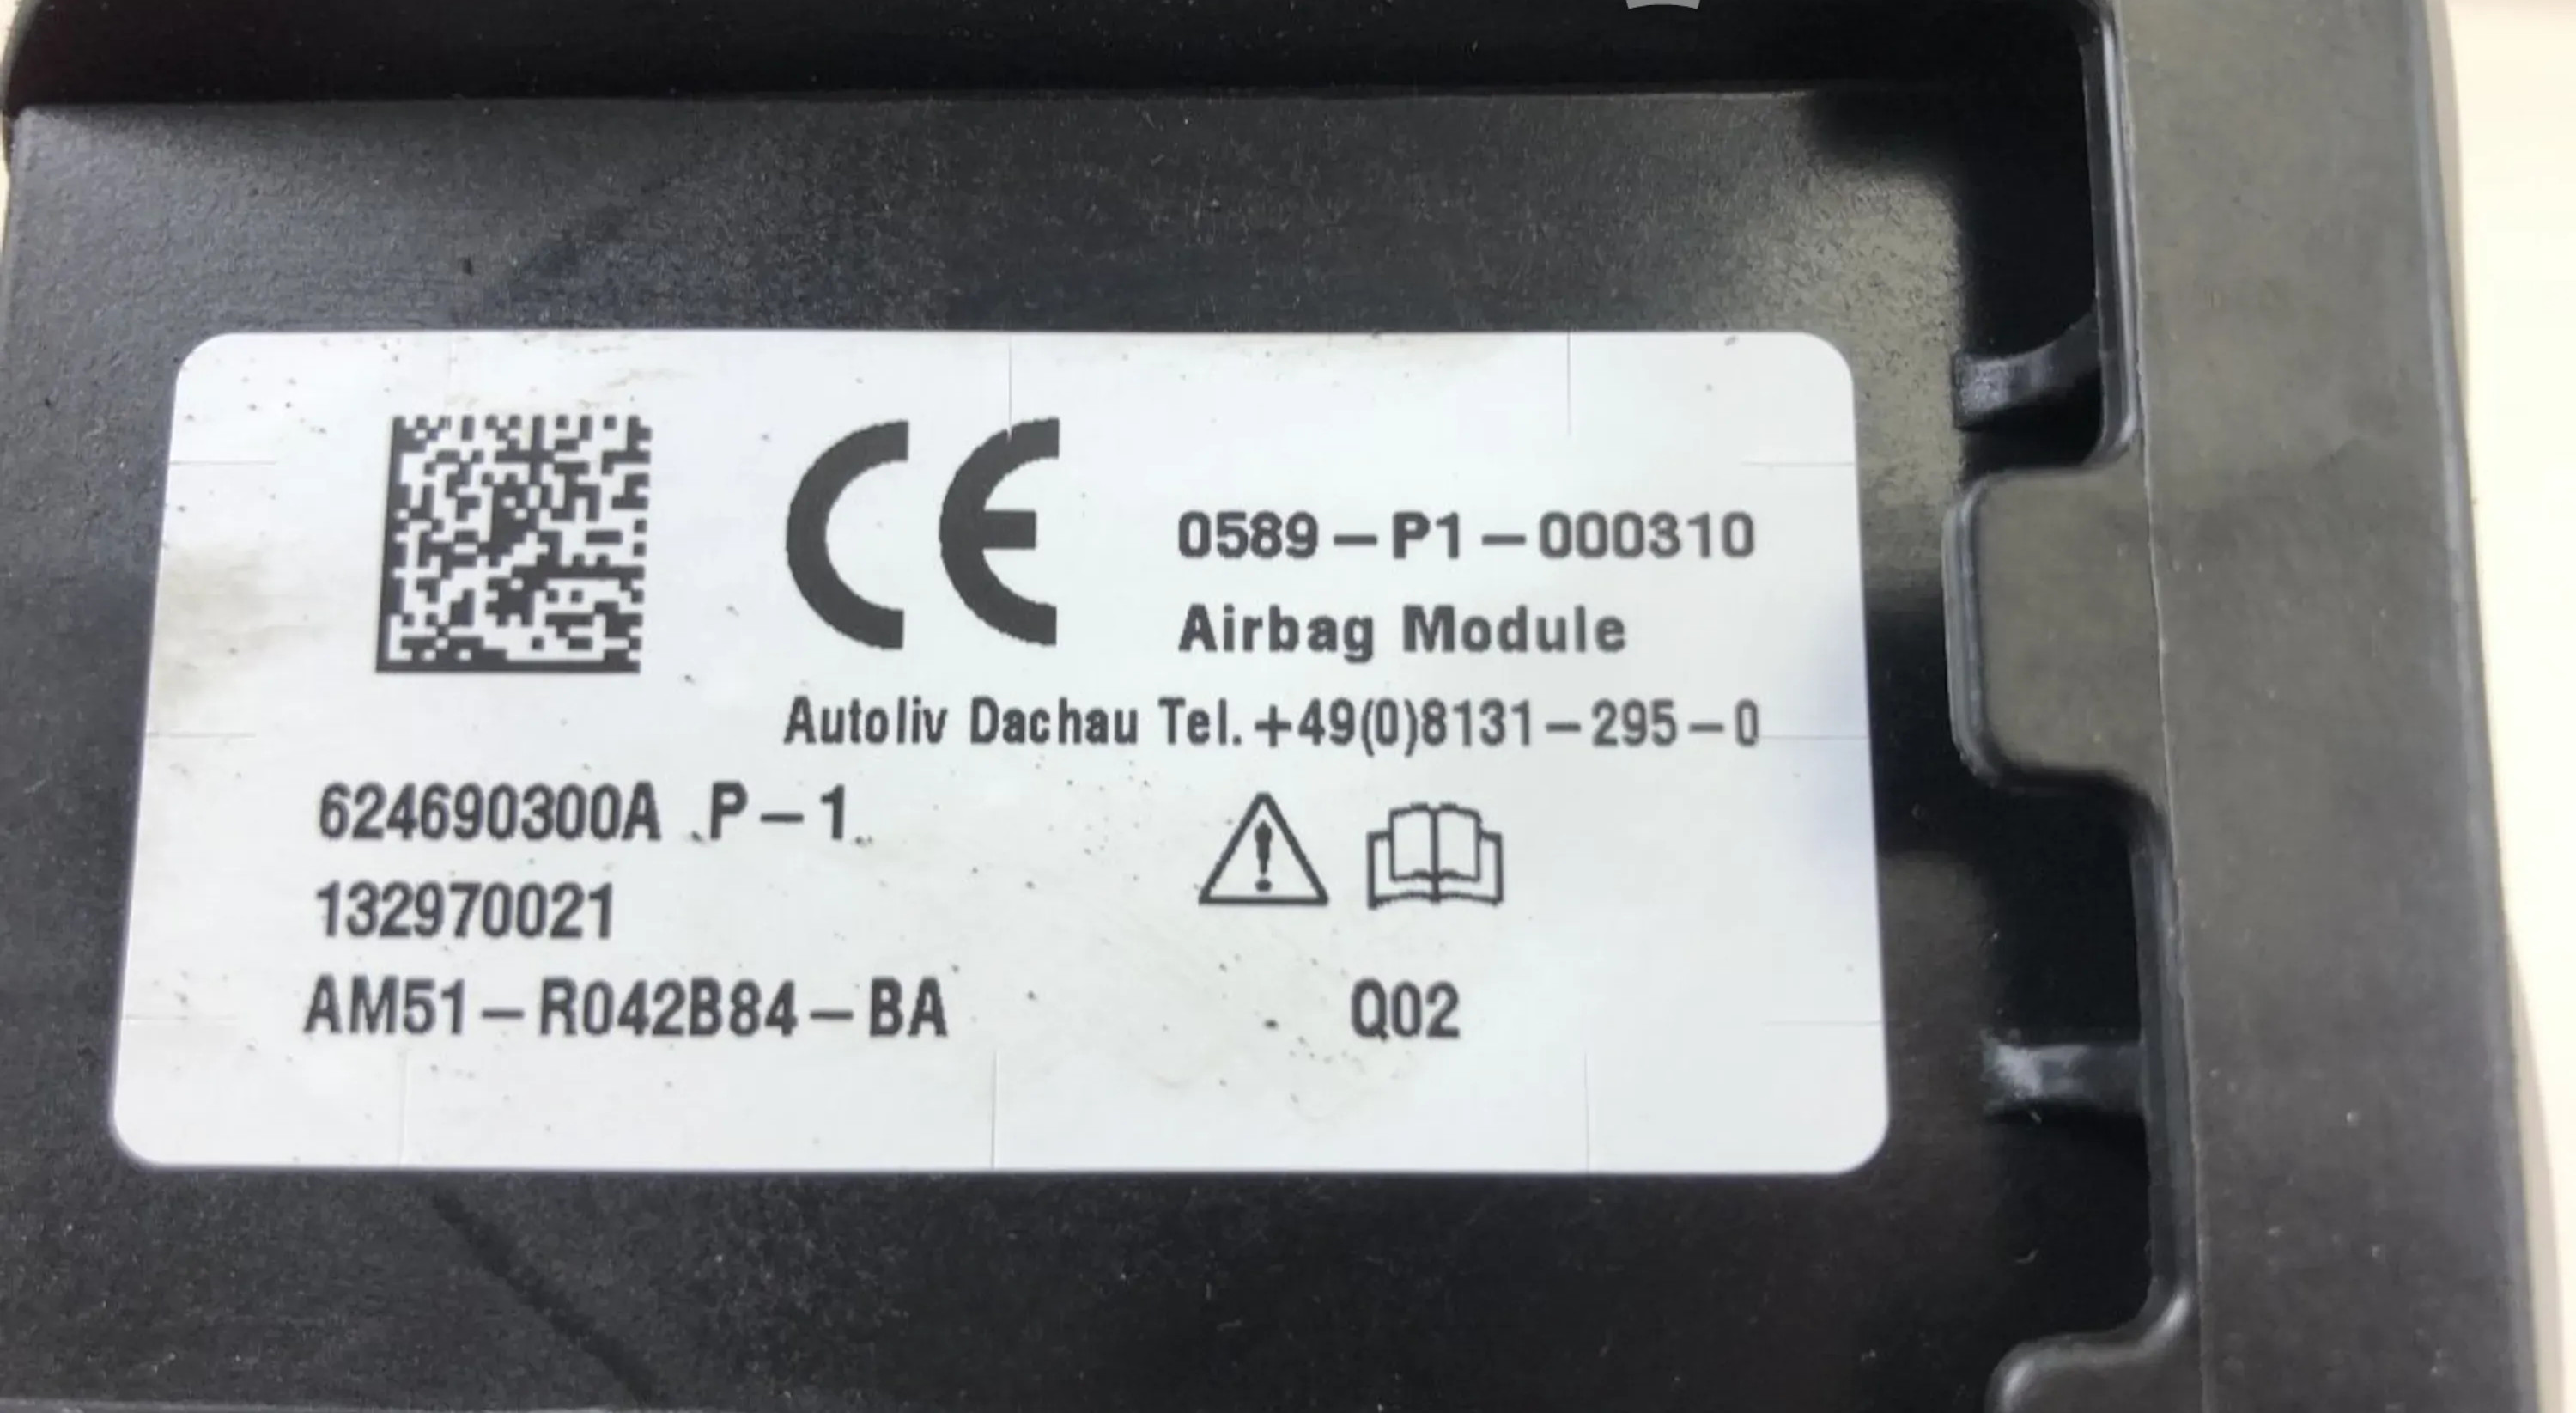 CE
0589-P1-000310
Airbag Module
Autoliv Dachau Tel.+49(0)8131-295-0
624690300A P-1
132970021
AM51-R042B84-BA
Q02